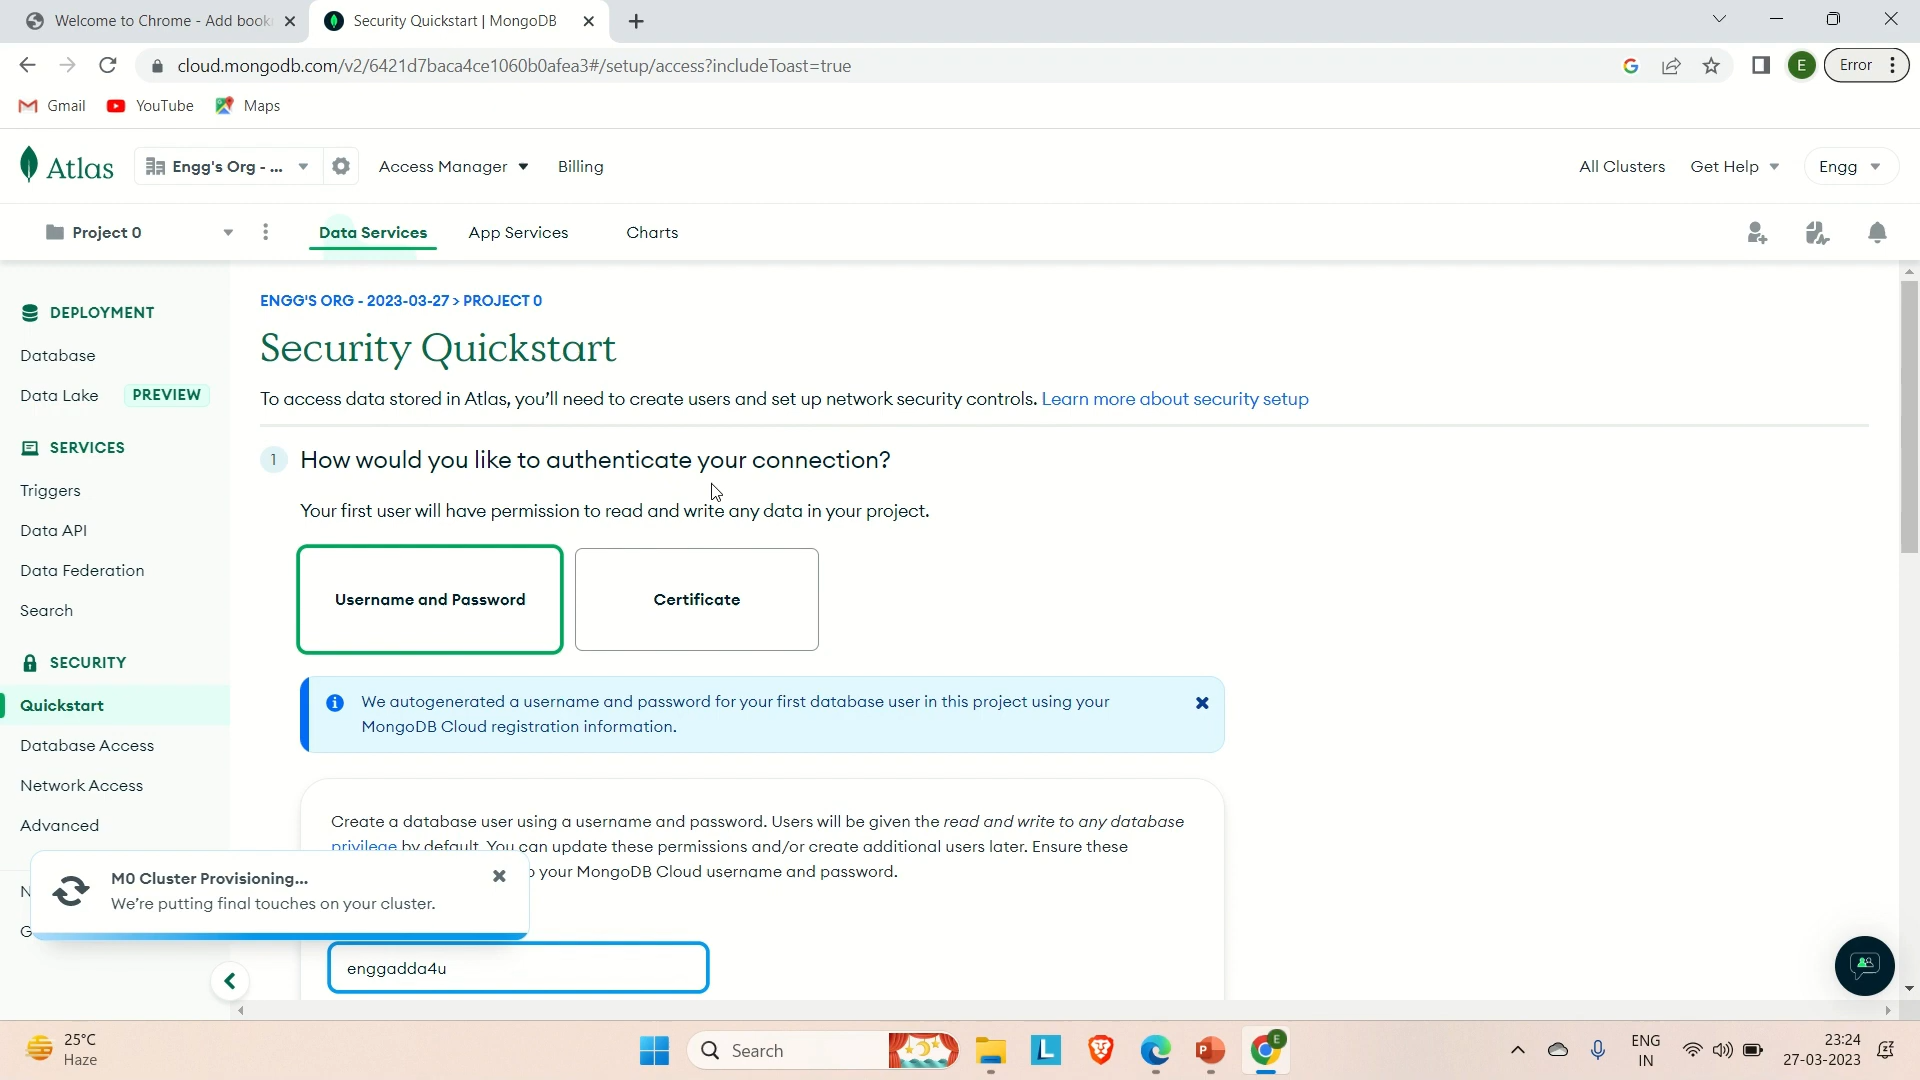 Welcome to Chrome - Add book
Security Quickstart | MongoDB
cloud.mongodb.com/v2/6421d7baca4ce1060b0afea3#/setup/access?includeToast=true
E
Error
Gmail
YouTube
Maps
Atlas
Engg's Org - ...
Access Manager
Billing
All Clusters
Get Help
Engg
Project 0
Data Services
App Services
Charts
DEPLOYMENT
Database
Data Lake PREVIEW
SERVICES
Triggers
Data API
Data Federation
Search
SECURITY
Quickstart
Database Access
Network Access
Advanced
N
G
ENGG'S ORG - 2023-03-27 > PROJECT 0
Security Quickstart
To access data stored in Atlas, you'll need to create users and set up network security controls. Learn more about security setup
1 How would you like to authenticate your connection?
Your first user will have permission to read and write any data in your project.
Username and Password
Certificate
We autogenerated a username and password for your first database user in this project using your
MongoDB Cloud registration information.
Create a database user using a username and password. Users will be given the read and write to any database
privilege by default. You can update these permissions and/or create additional users later. Ensure these
your MongoDB Cloud username and password.
M0 Cluster Provisioning...
We're putting final touches on your cluster.
enggadda4u
25°C
Haze
Search
L
P
E
ENG
IN
23:24
27-03-2023